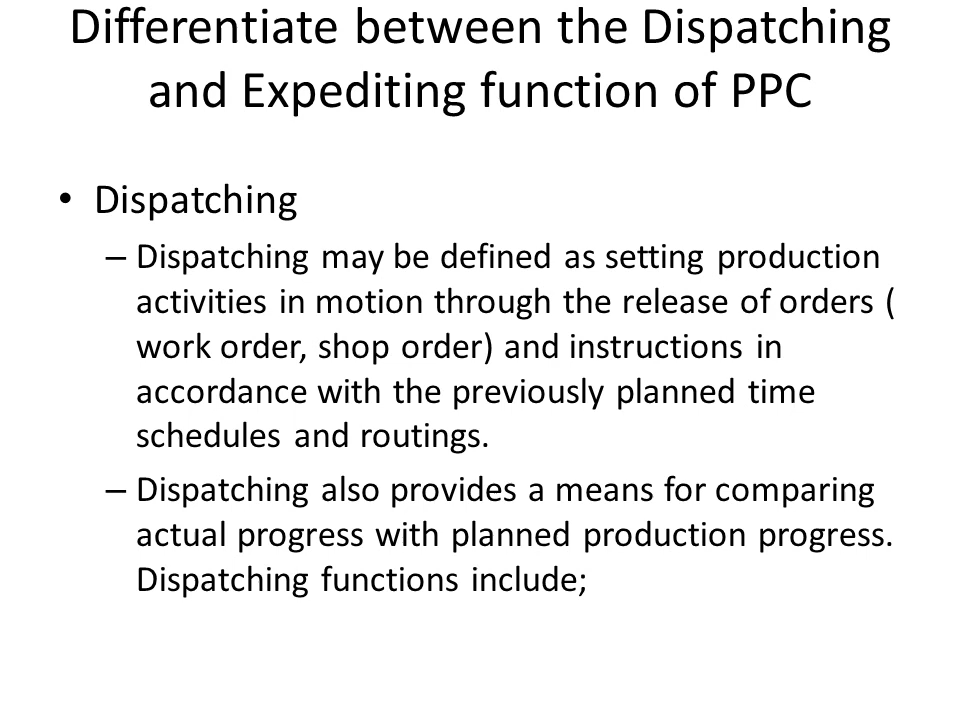 Differentiate between the Dispatching
and Expediting function of PPC
• Dispatching
– Dispatching may be defined as setting production
activities in motion through the release of orders (
work order, shop order) and instructions in
accordance with the previously planned time
schedules and routings.
– Dispatching also provides a means for comparing
actual progress with planned production progress.
Dispatching functions include;